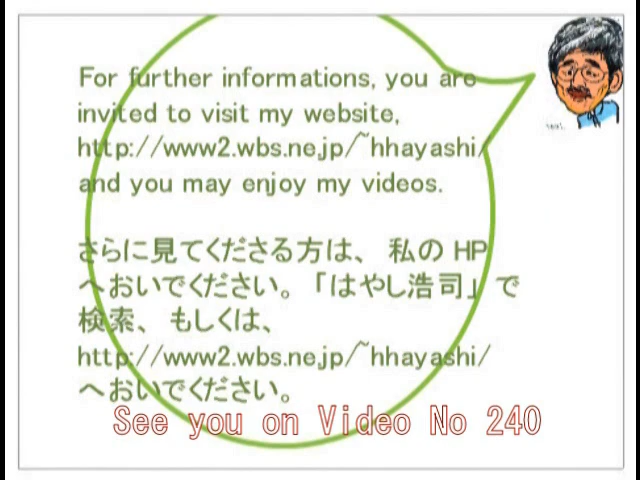 For further informations, you are
invited to visit my website,
http://www2.wbs.ne.jp/~hhayashi/
and you may enjoy my videos.
さらに見てくださる方は、 私の HP
へおいでください。「はやし浩司」で
検索、 もしくは、
http://www2.wbs.ne.jp/~hhayashi/
へおいでください。
See you on Video No 240